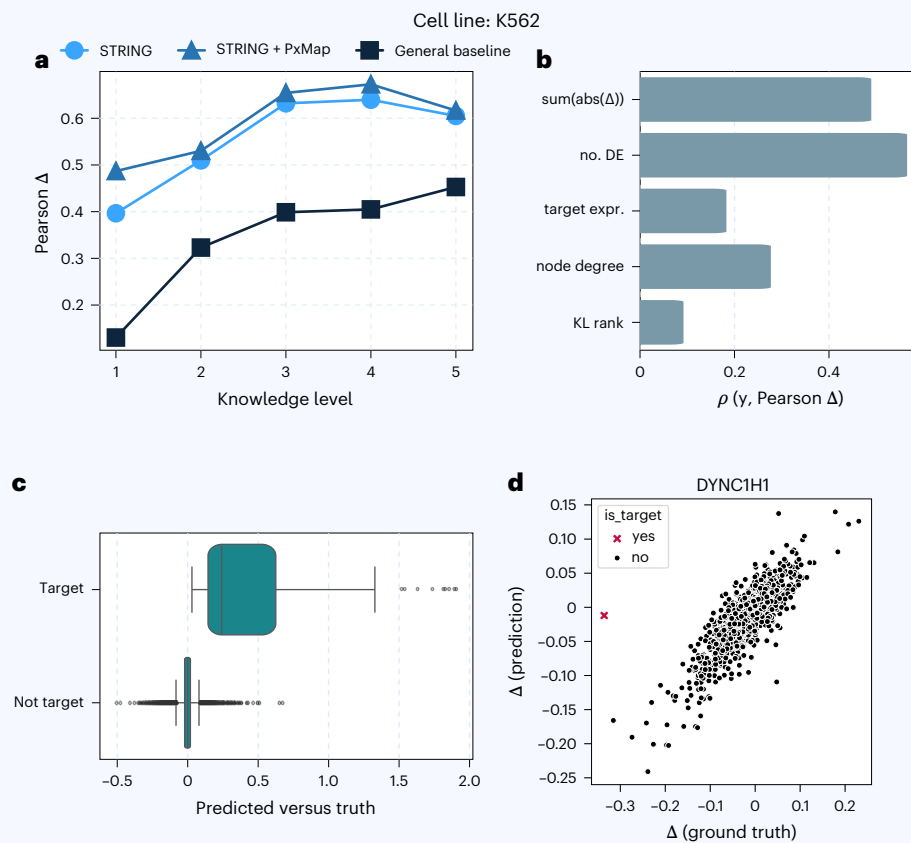 Cell line: K562
a
STRING
STRING + PxMap
General baseline
Pearson Δ
0.6
0.5
0.4
0.3
0.2
1 2 3 4 5
Knowledge level
b
sum(abs(Δ))
no. DE
target expr.
node degree
KL rank
0 0.2 0.4
ρ (y, Pearson Δ)
c
Target
Not target
−0.5 0 0.5 1.0 1.5 2.0
Predicted versus truth
d
DYNC1H1
is_target
yes
no
Δ (prediction)
0.15
0.10
0.05
0
−0.05
−0.10
−0.15
−0.20
−0.25
−0.3 −0.2 −0.1 0 0.1 0.2
Δ (ground truth)